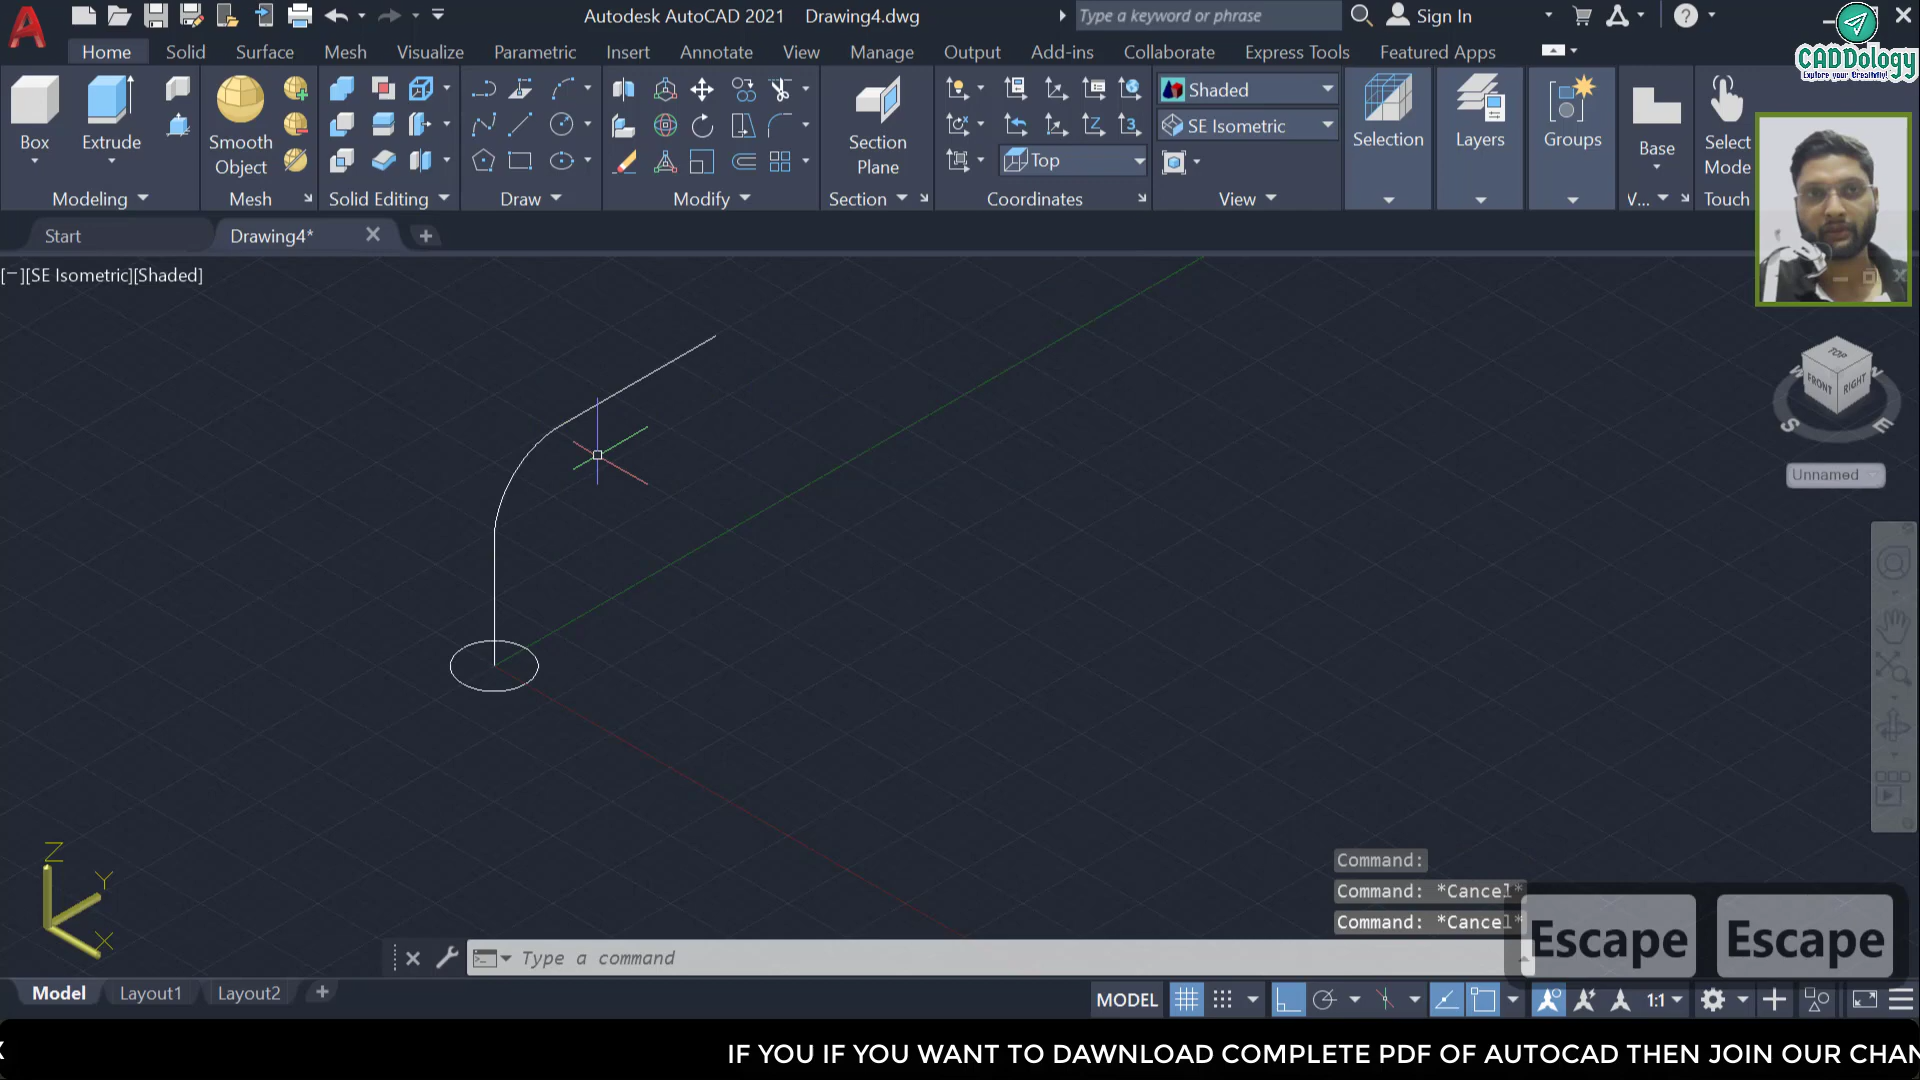 Autodesk AutoCAD 2021 Drawing4.dwg
Type a keyword or phrase
Sign In
CADDology
Explore your Creativity!
Home Solid Surface Mesh Visualize Parametric Insert Annotate View Manage Output Add-ins Collaborate Express Tools Featured Apps
Box
Extrude
Smooth
Object
Section
Plane
Top
Shaded
SE Isometric
Selection
Layers
Groups
Base
Select
Mode
Modeling Mesh Solid Editing Draw Modify Section Coordinates View V... Touch
Start Drawing4*
[−][SE Isometric][Shaded]
TOP
FRONT
RIGHT
W
N
S
E
Unnamed
Z
Y
X
Command:
Command: *Cancel*
Command: *Cancel*
Escape Escape
Type a command
Model Layout1 Layout2
MODEL
1:1
IF YOU IF YOU WANT TO DAWNLOAD COMPLETE PDF OF AUTOCAD THEN JOIN OUR CHAN